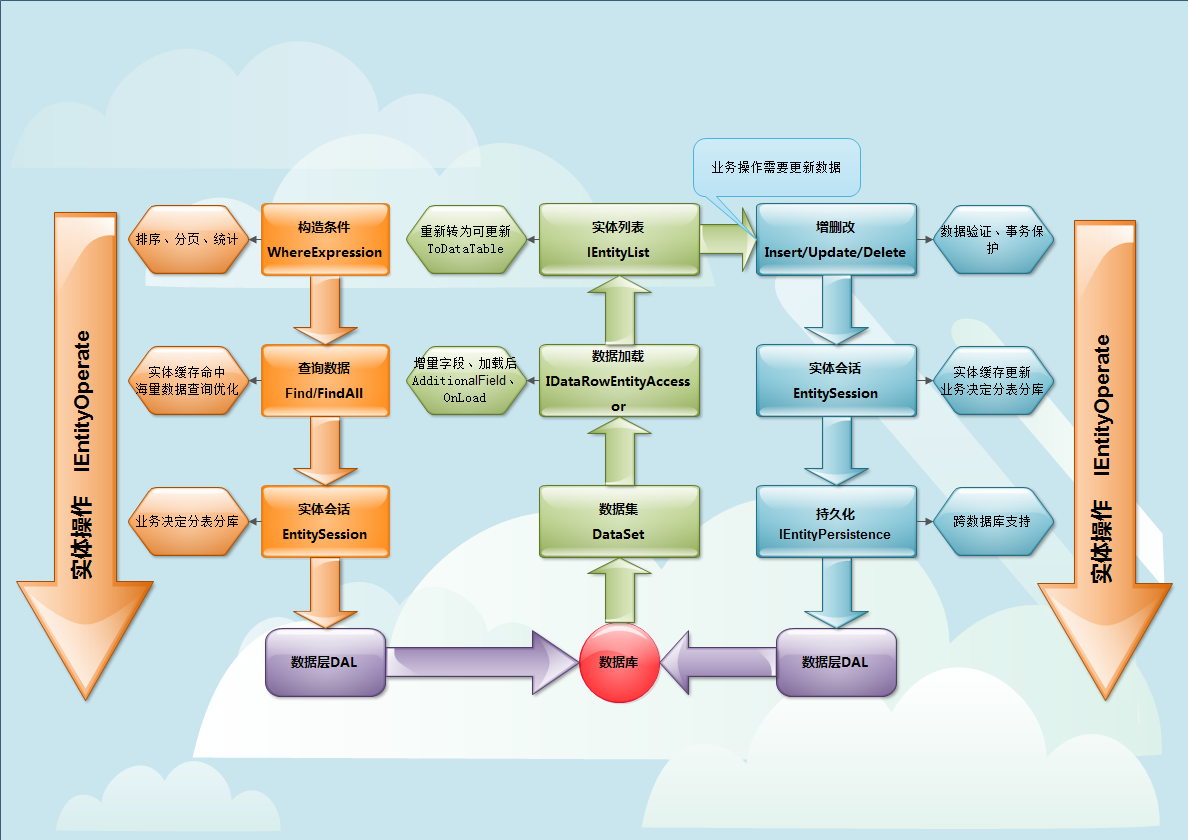 业务操作需要更新数据
排序、分页、统计
构造条件
WhereExpression
重新转为可更新
ToDataTable
实体列表
IEntityList
增删改
Insert/Update/Delete
数据验证、事务保
护
实体操作 IEntityOperate
实体操作 IEntityOperate
实体缓存命中
海量数据查询优化
查询数据
Find/FindAll
增量字段、加载后
AdditionalField、
OnLoad
数据加载
IDataRowEntityAccess
or
实体会话
EntitySession
实体缓存更新
业务决定分表分库
业务决定分表分库
实体会话
EntitySession
数据集
DataSet
持久化
IEntityPersistence
跨数据库支持
数据层DAL
数据库
数据层DAL